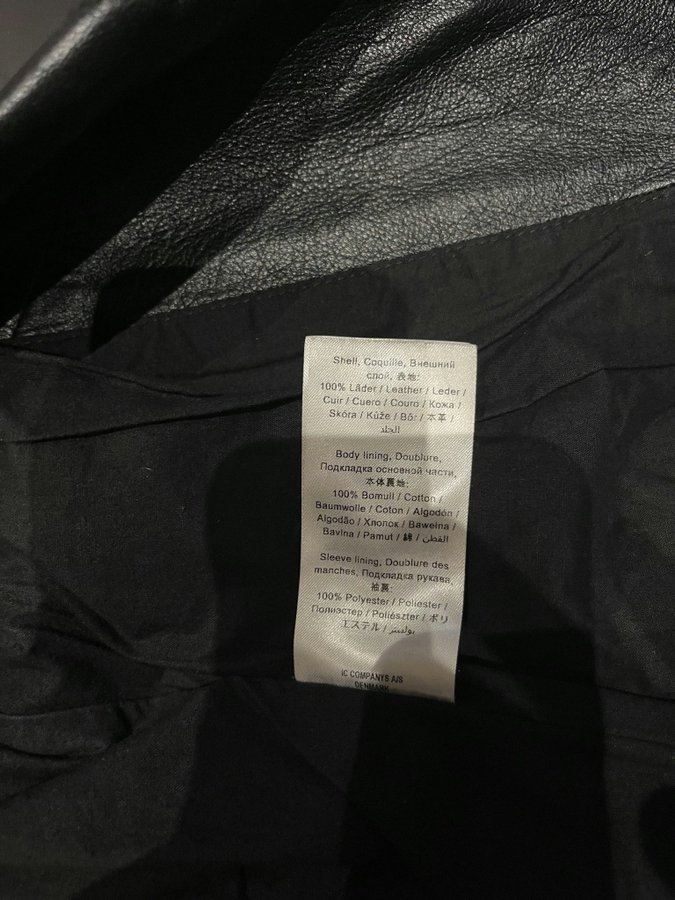 Shell, Coquille, Внешний
слой, 表地:
100% Läder / Leather / Leder /
Cuir / Cuero / Couro / Кожа /
Skóra / Kůže / Bőr / 本革 /
الجلد
Body lining, Doublure,
Подкладка основной части,
本体裏地:
100% Bomull / Cotton /
Baumwolle / Coton / Algodón /
Algodão / Хлопок / Bawełna /
Bavlna / Pamut / 綿 / القطن /
Sleeve lining, Doublure des
manches, Подкладка рукава,
袖裏:
100% Polyester / Poliester /
Полиэстер / Poliészter / ポリ
エステル / بوليستر
IC COMPANYS A/S
DENMARK